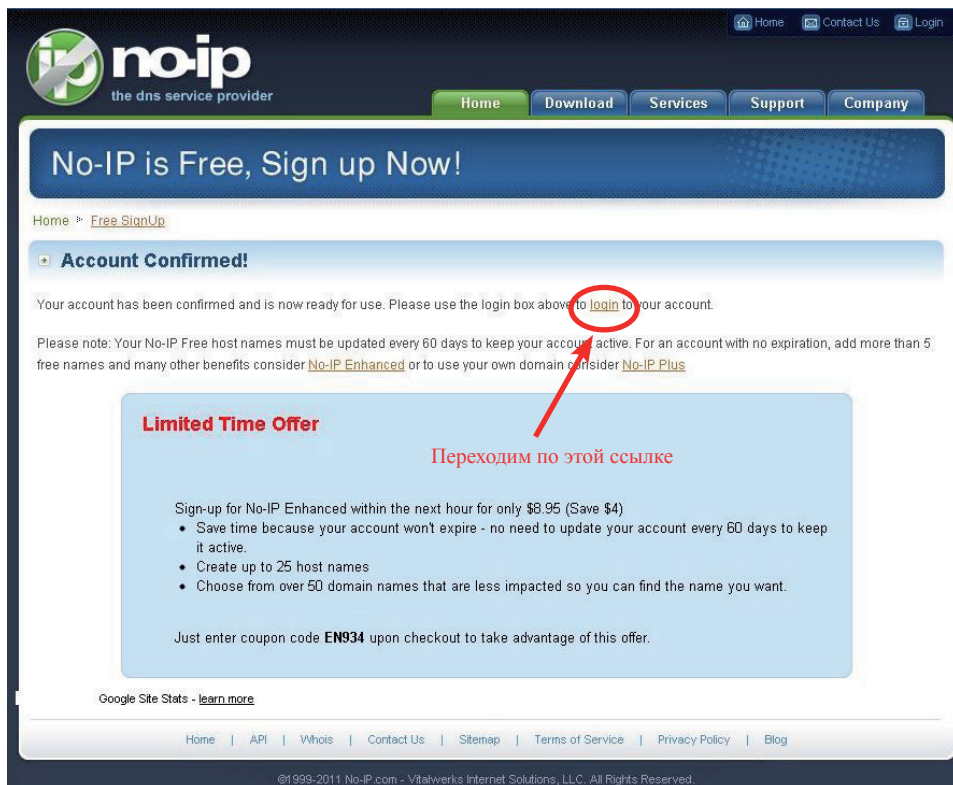 Home Contact Us Login
no-ip
the dns service provider
Home Download Services Support Company
No-IP is Free, Sign up Now!
Home Free SignUp
Account Confirmed!
Your account has been confirmed and is now ready for use. Please use the login box above to login to your account.
Please note: Your No-IP Free host names must be updated every 60 days to keep your account active. For an account with no expiration, add more than 5
free names and many other benefits consider No-IP Enhanced or to use your own domain consider No-IP Plus
Limited Time Offer
Переходим по этой ссылке
Sign-up for No-IP Enhanced within the next hour for only $8.95 (Save $4)
• Save time because your account won't expire - no need to update your account every 60 days to keep
it active.
• Create up to 25 host names
• Choose from over 50 domain names that are less impacted so you can find the name you want.
Just enter coupon code EN934 upon checkout to take advantage of this offer.
Google Site Stats - learn more
Home | API | Whois | Contact Us | Sitemap | Terms of Service | Privacy Policy | Blog
©1999-2011 No-IP.com - Vitalwerks Internet Solutions, LLC. All Rights Reserved.